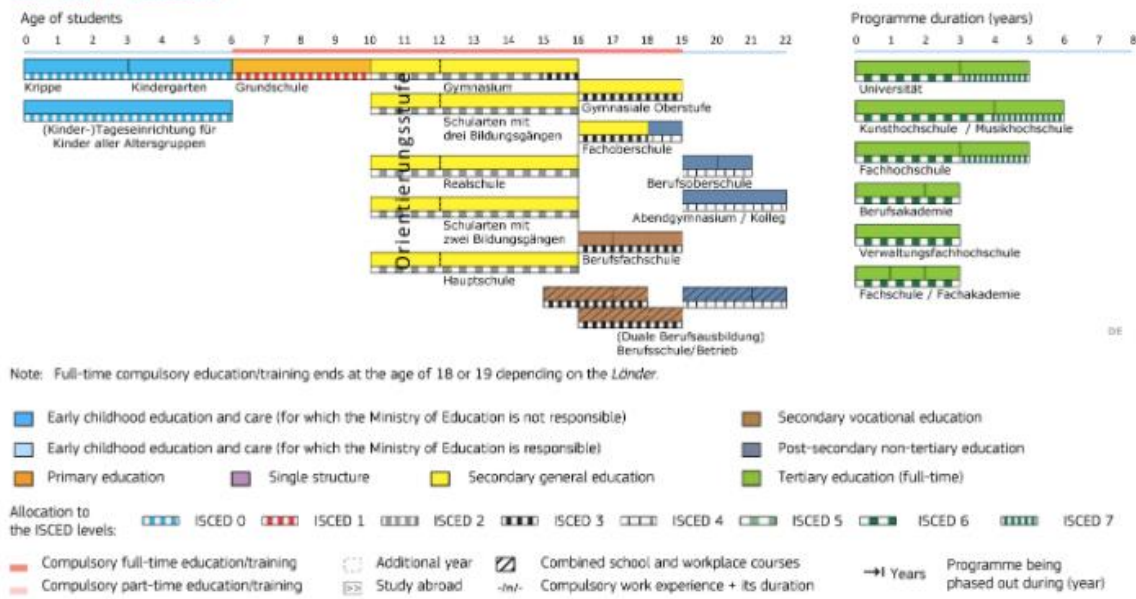 Age of students
Programme duration (years)
0 1 2 3 4 5 6 7 8 9 10 11 12 13 14 15 16 17 18 19 20 21 22
0 1 2 3 4 5 6 7 8
Krippe
Kindergarten
Grundschule
(Kinder-)Tageseinrichtung für
Kinder aller Altersgruppen
Orientierungsstufe
Gymnasium
Schularten mit
drei Bildungsgängen
Realschule
Schularten mit
zwei Bildungsgängen
Hauptschule
Gymnasiale Oberstufe
Fachoberschule
Berufsoberschule
Abendgymnasium / Kolleg
Berufsfachschule
(Duale Berufsausbildung)
Berufsschule/Betrieb
Universität
Kunsthochschule / Musikhochschule
Fachhochschule
Berufsakademie
Verwaltungsfachhochschule
Fachschule / Fachakademie
DE
Note: Full-time compulsory education/training ends at the age of 18 or 19 depending on the Länder.
Early childhood education and care (for which the Ministry of Education is not responsible)
Secondary vocational education
Early childhood education and care (for which the Ministry of Education is responsible)
Post-secondary non-tertiary education
Primary education
Single structure
Secondary general education
Tertiary education (full-time)
Allocation to
the ISCED levels:
ISCED 0
ISCED 1
ISCED 2
ISCED 3
ISCED 4
ISCED 5
ISCED 6
ISCED 7
Compulsory full-time education/training
Additional year
Combined school and workplace courses
Years
Programme being
phased out during (year)
Compulsory part-time education/training
>>
Study abroad
-/n/-
Compulsory work experience + its duration